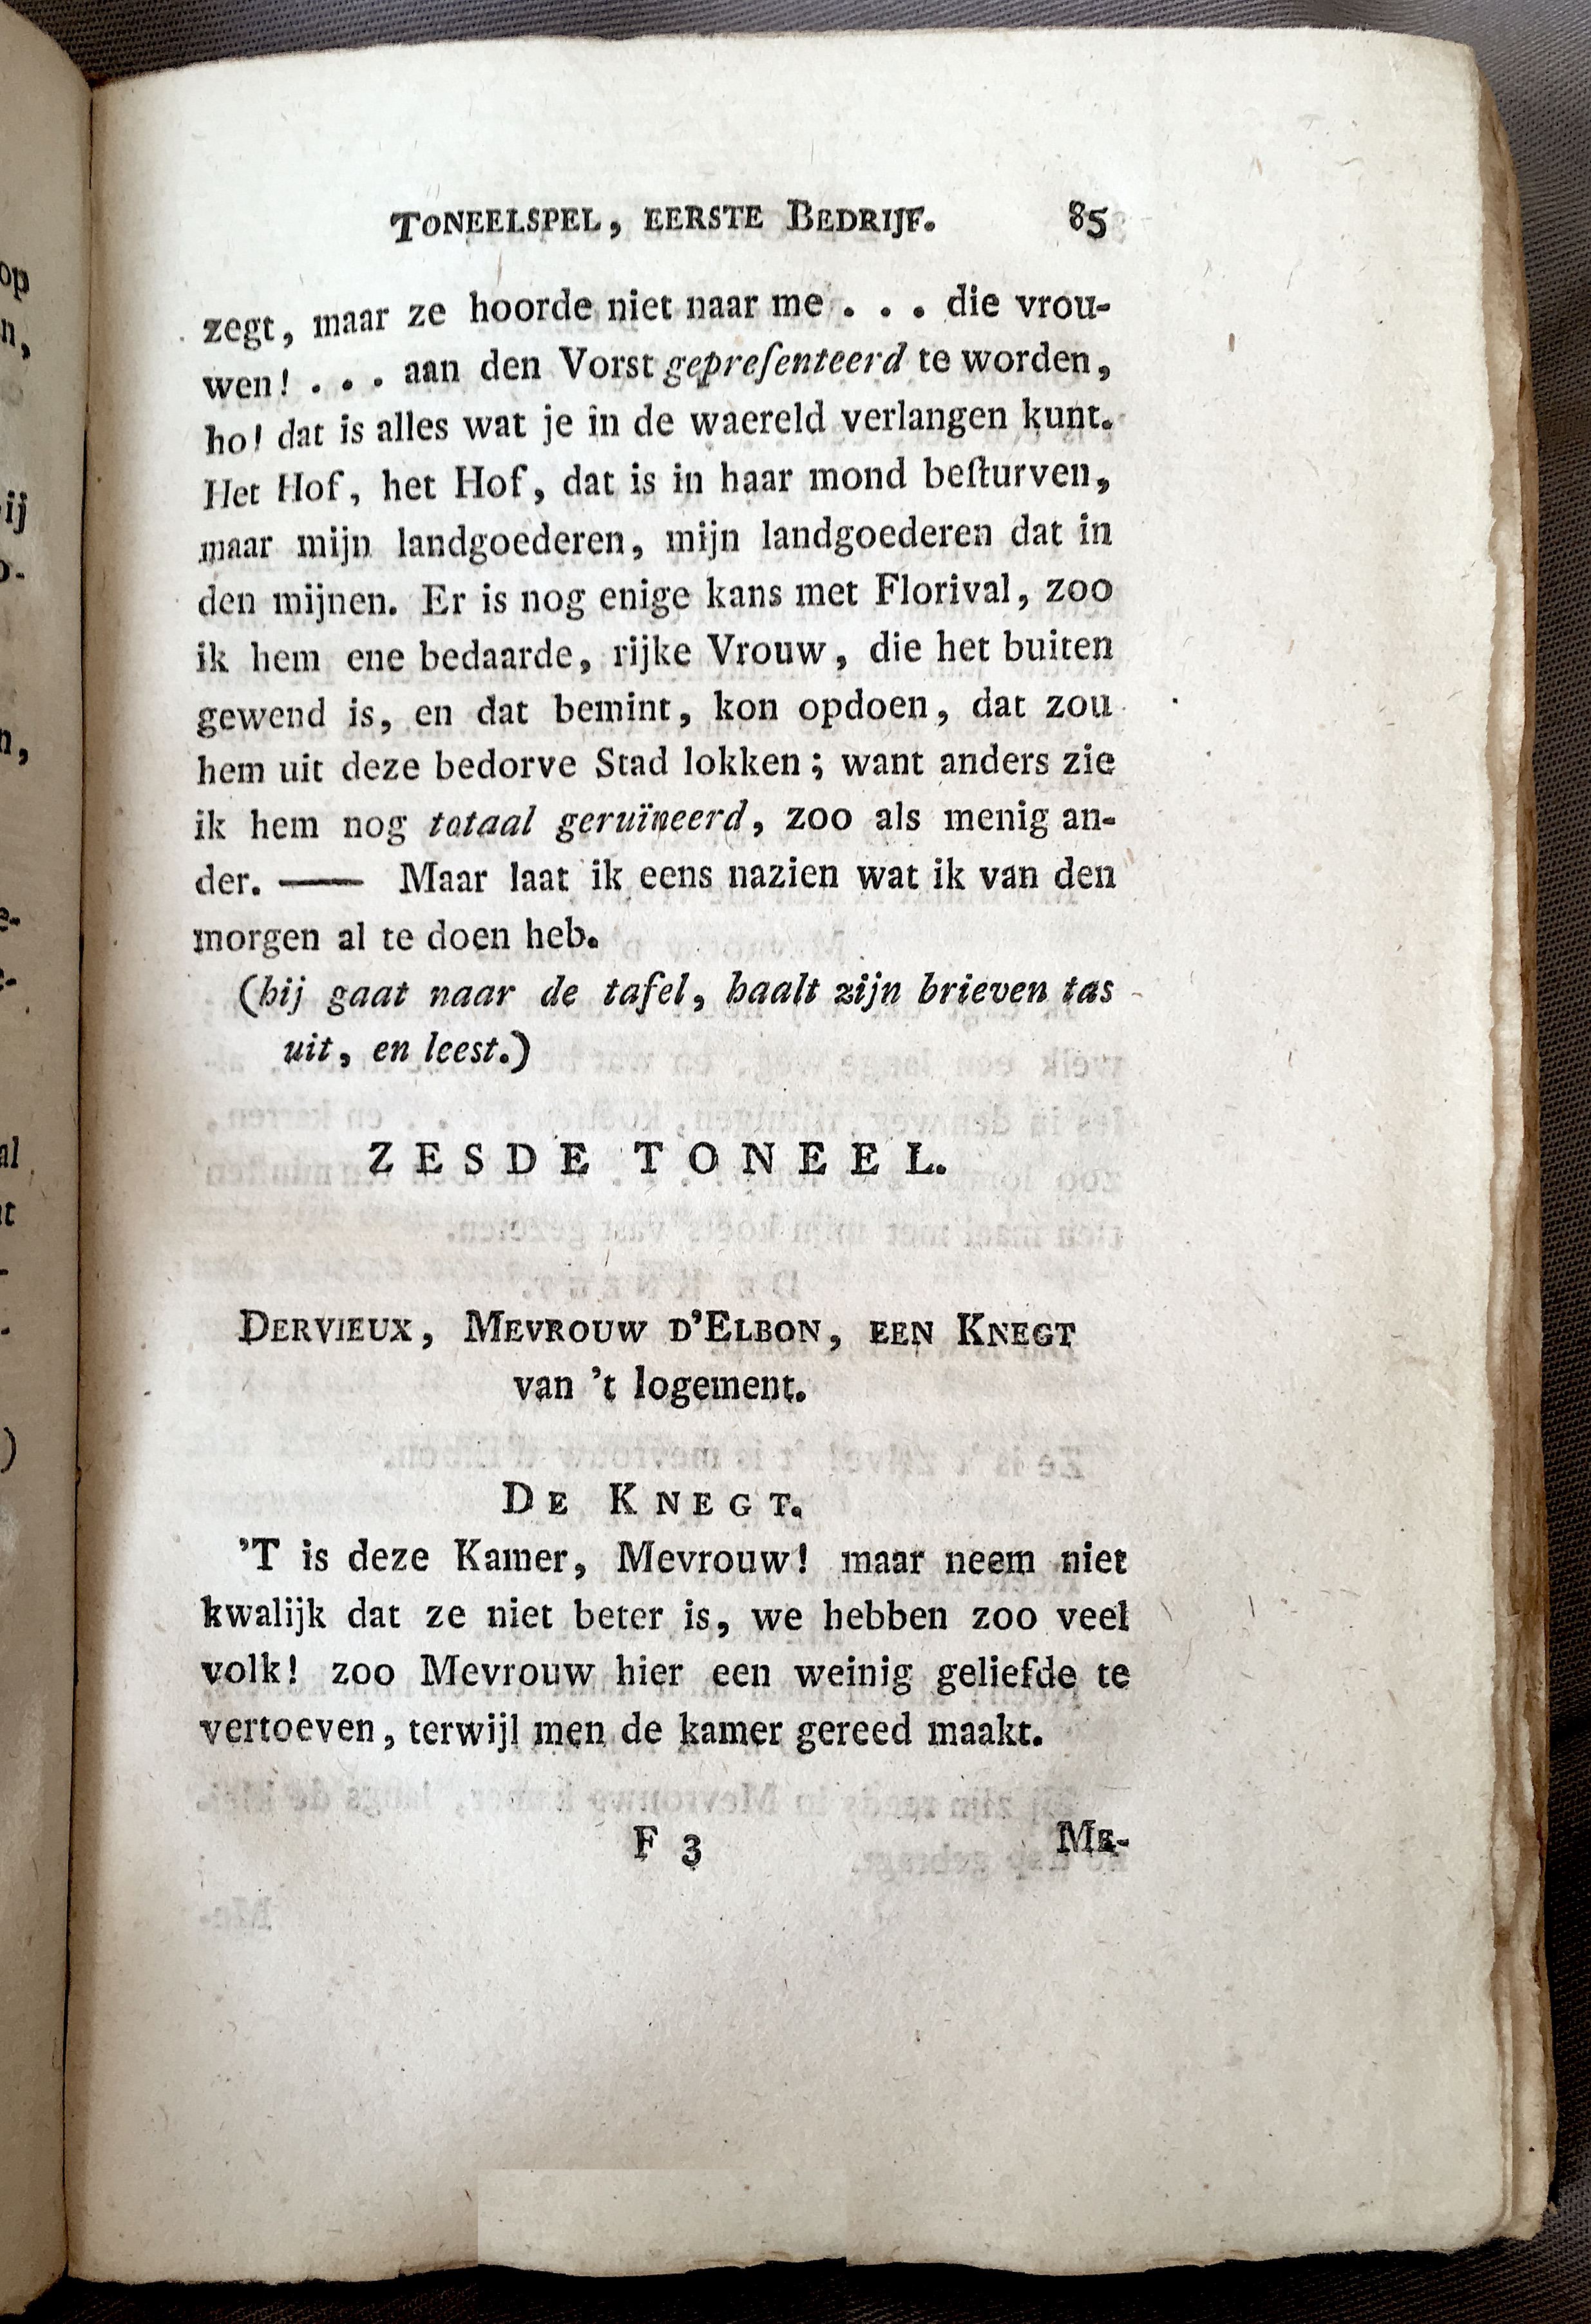 TONEELSPEL, EERSTE BEDRIJF. 85
zegt, maar ze hoorde niet naar me . . . die vrou-
wen! . . . aan den Vorst gepreſenteerd te worden,
ho! dat is alles wat je in de waereld verlangen kunt.
Het Hof, het Hof, dat is in haar mond beſturven,
maar mijn landgoederen, mijn landgoederen dat in
den mijnen. Er is nog enige kans met Florival, zoo
ik hem ene bedaarde, rijke Vrouw, die het buiten
gewend is, en dat bemint, kon opdoen, dat zou
hem uit deze bedorve Stad lokken; want anders zie
ik hem nog totaal geruïneerd, zoo als menig an-
der. —— Maar laat ik eens nazien wat ik van den
morgen al te doen heb.
(hij gaat naar de tafel, haalt zijn brieven tas
uit, en leest.)
ZESDE TONEEL.
DERVIEUX, MEVROUW D'ELBON, EEN KNEGT
van 't logement.
DE KNEGT.
'T is deze Kamer, Mevrouw! maar neem niet
kwalijk dat ze niet beter is, we hebben zoo veel
volk! zoo Mevrouw hier een weinig geliefde te
vertoeven, terwijl men de kamer gereed maakt.
F 3 ME-